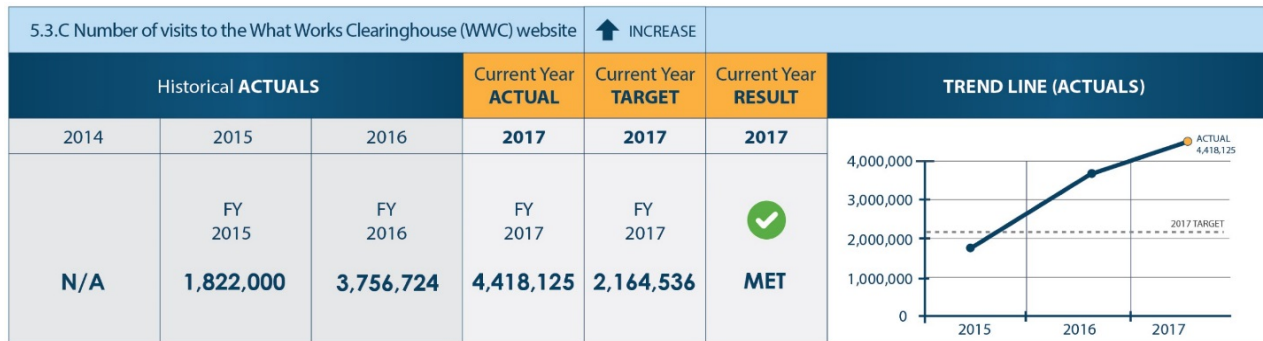 5.3.C Number of visits to the What Works Clearinghouse (WWC) website
INCREASE
Historical ACTUALS
Current Year
ACTUAL
Current Year
TARGET
Current Year
RESULT
TREND LINE (ACTUALS)
2014
2015
2016
2017
2017
2017
FY
2015
FY
2016
FY
2017
FY
2017
N/A
1,822,000
3,756,724
4,418,125
2,164,536
MET
ACTUAL
4,418,125
4,000,000
3,000,000
2017 TARGET
2,000,000
1,000,000
0
2015
2016
2017